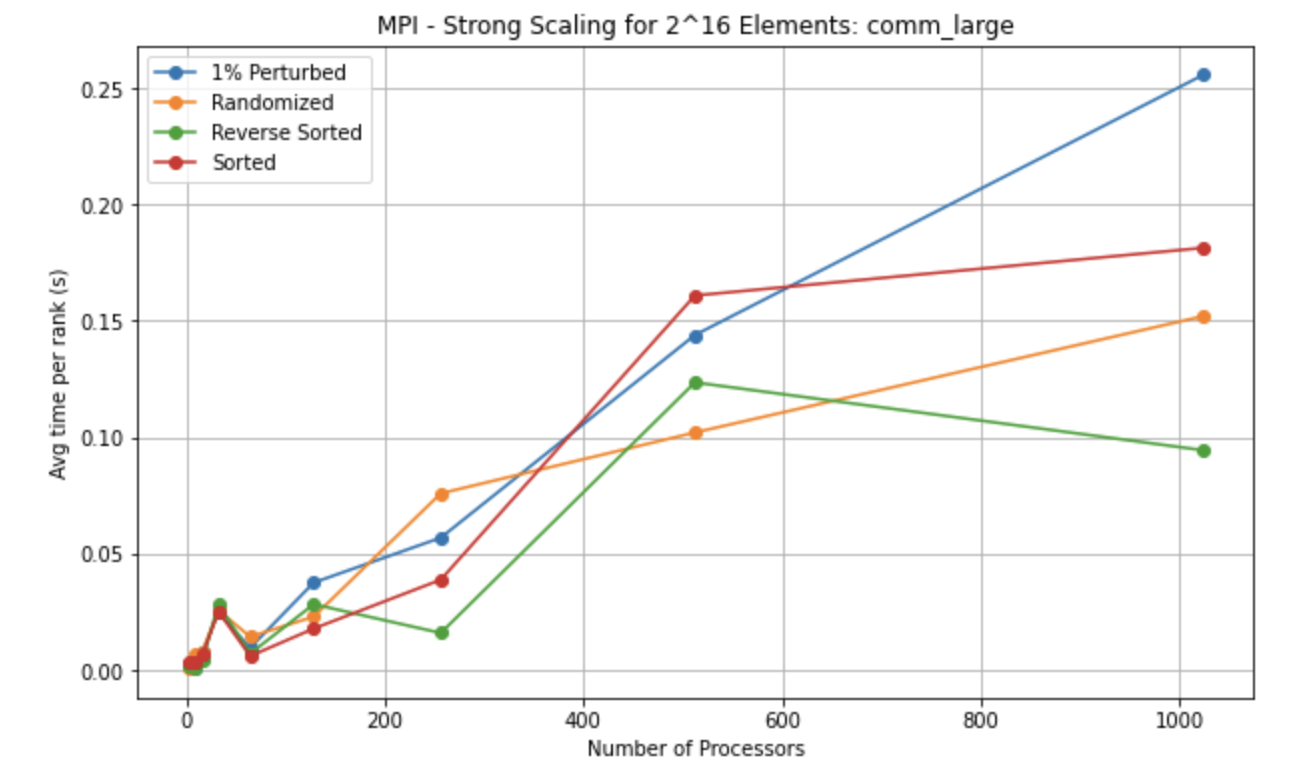 MPI - Strong Scaling for 2^16 Elements: comm_large
1% Perturbed
Randomized
Reverse Sorted
Sorted
0.25
0.20
0.15
0.10
0.05
0.00
Avg time per rank (s)
0 200 400 600 800 1000
Number of Processors